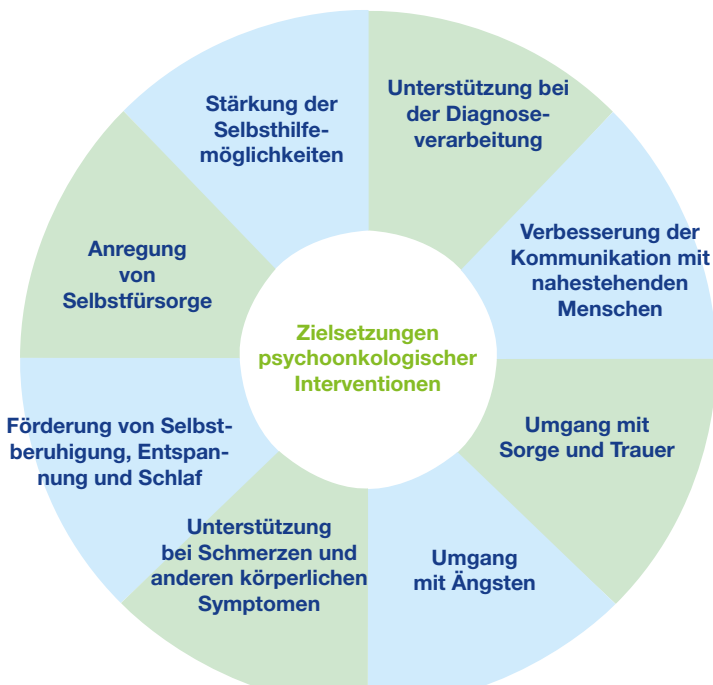 Unterstützung bei
der Diagnose-
verarbeitung
Verbesserung der
Kommunikation mit
nahestehenden
Menschen
Umgang mit
Sorge und Trauer
Umgang
mit Ängsten
Unterstützung
bei Schmerzen und
anderen körperlichen
Symptomen
Förderung von Selbst-
beruhigung, Entspan-
nung und Schlaf
Anregung
von
Selbstfürsorge
Stärkung der
Selbsthilfe-
möglichkeiten
Zielsetzungen
psychoonkologischer
Interventionen